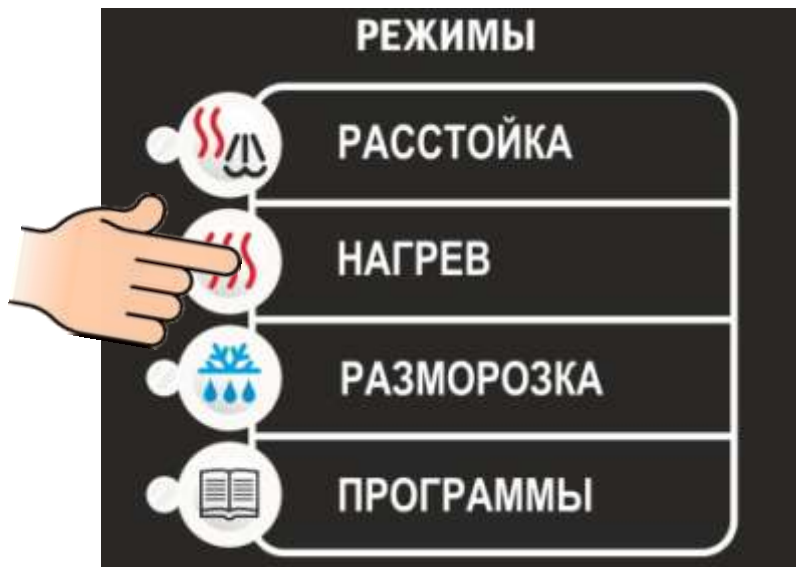 РЕЖИМЫ
РАССТОЙКА
НАГРЕВ
РАЗМОРОЗКА
ПРОГРАММЫ